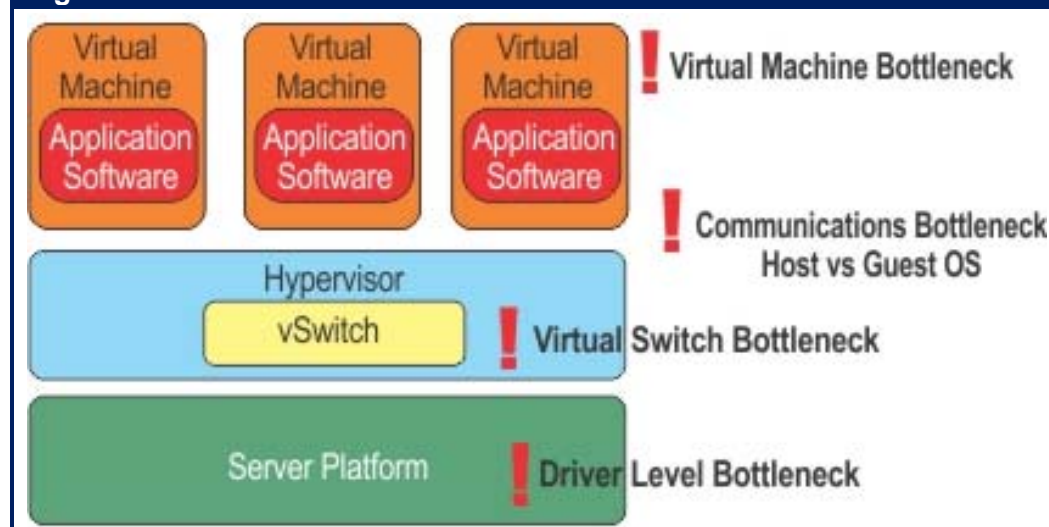 Virtual
Machine
Application
Software
Virtual
Machine
Application
Software
Virtual
Machine
Application
Software
Virtual Machine Bottleneck
Communications Bottleneck
Host vs Guest OS
Hypervisor
vSwitch
Virtual Switch Bottleneck
Server Platform
Driver Level Bottleneck